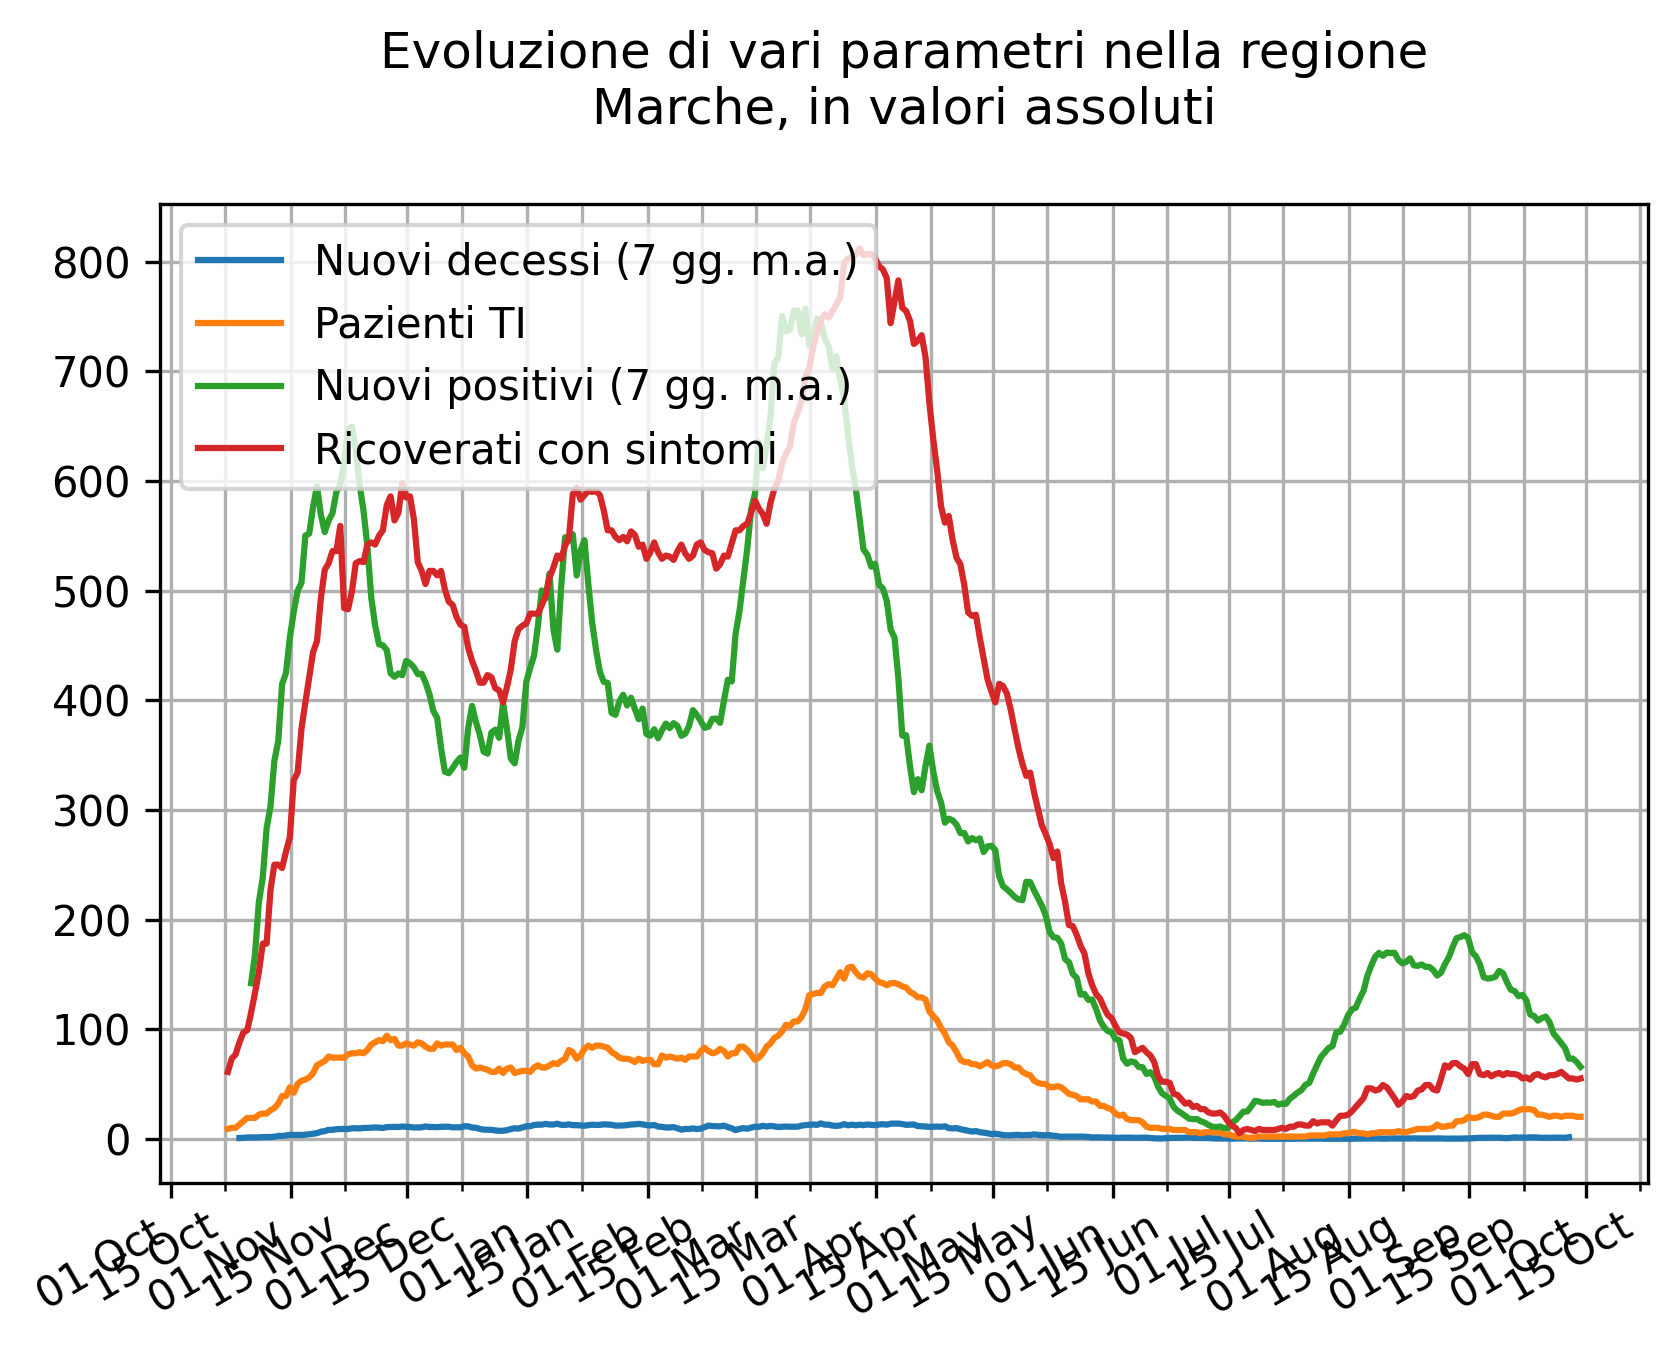 Evoluzione di vari parametri nella regione
Marche, in valori assoluti
800
700
600
500
400
300
200
100
0
Nuovi decessi (7 gg. m.a.)
Pazienti TI
Nuovi positivi (7 gg. m.a.)
Ricoverati con sintomi
01 Oct
15 Oct
01 Nov
15 Nov
01 Dec
15 Dec
01 Jan
15 Jan
01 Feb
15 Feb
01 Mar
15 Mar
01 Apr
15 Apr
01 May
15 May
01 Jun
15 Jun
01 Jul
15 Jul
01 Aug
15 Aug
01 Sep
15 Sep
01 Oct
15 Oct